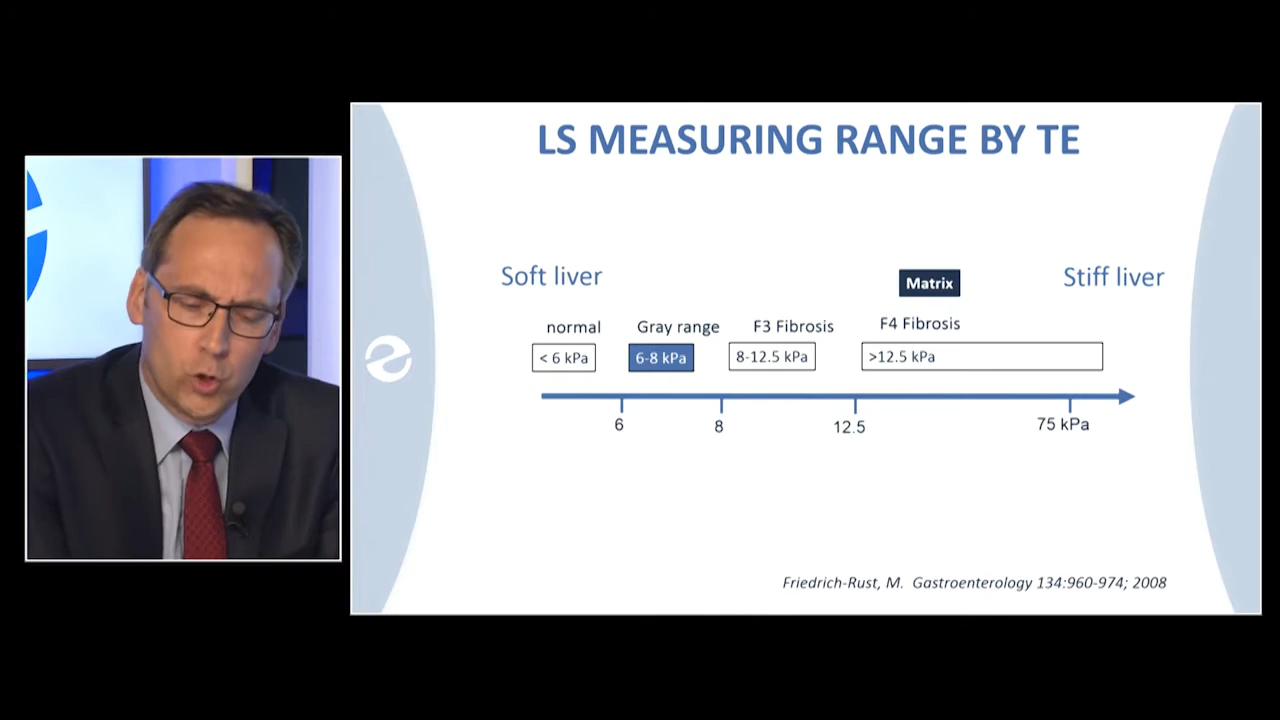 LS MEASURING RANGE BY TE
Soft liver
Matrix
Stiff liver
normal
Gray range
F3 Fibrosis
F4 Fibrosis
< 6 kPa
6-8 kPa
8-12.5 kPa
>12.5 kPa
6
8
12.5
75 kPa
Friedrich-Rust, M. Gastroenterology 134:960-974; 2008